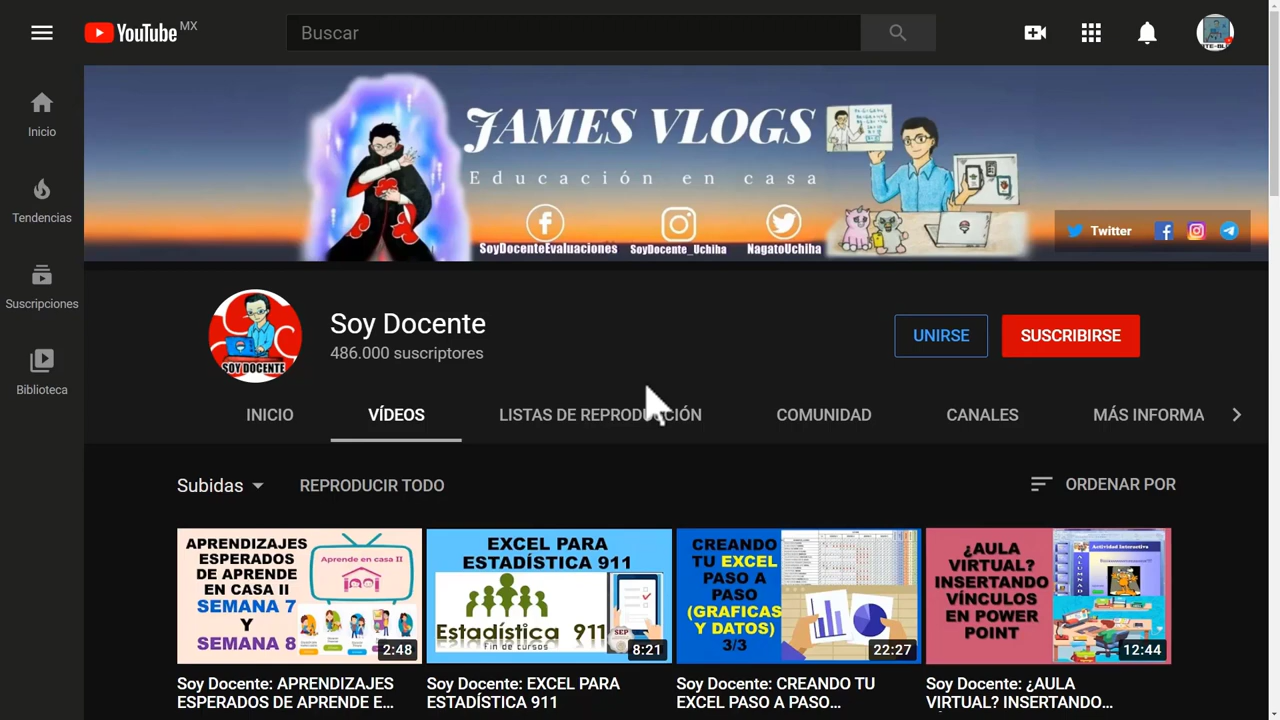 YouTube MX
Buscar
Inicio
Tendencias
Suscripciones
Biblioteca
JAMES VLOGS
Educación en casa
SoyDocenteEvaluaciones
SoyDocente_Uchiha
NagatoUchiha
Twitter
SOY DOCENTE
Soy Docente
486.000 suscriptores
UNIRSE
SUSCRIBIRSE
INICIO
VÍDEOS
LISTAS DE REPRODUCCIÓN
COMUNIDAD
CANALES
MÁS INFORMA
Subidas
REPRODUCIR TODO
ORDENAR POR
APRENDIZAJES
ESPERADOS
DE APRENDE
EN CASA II
SEMANA 7
Y
SEMANA 8
Aprende en casa II
2:48
EXCEL PARA
ESTADÍSTICA 911
Estadística 911
fin de cursos
SEP
8:21
CREANDO
TU EXCEL
PASO A
PASO
(GRAFICAS
Y DATOS)
3/3
22:27
¿AULA
VIRTUAL?
INSERTANDO
VÍNCULOS
EN POWER
POINT
Actividad Interactiva
12:44
Soy Docente: APRENDIZAJES
ESPERADOS DE APRENDE E...
Soy Docente: EXCEL PARA
ESTADÍSTICA 911
Soy Docente: CREANDO TU
EXCEL PASO A PASO...
Soy Docente: ¿AULA
VIRTUAL? INSERTANDO...